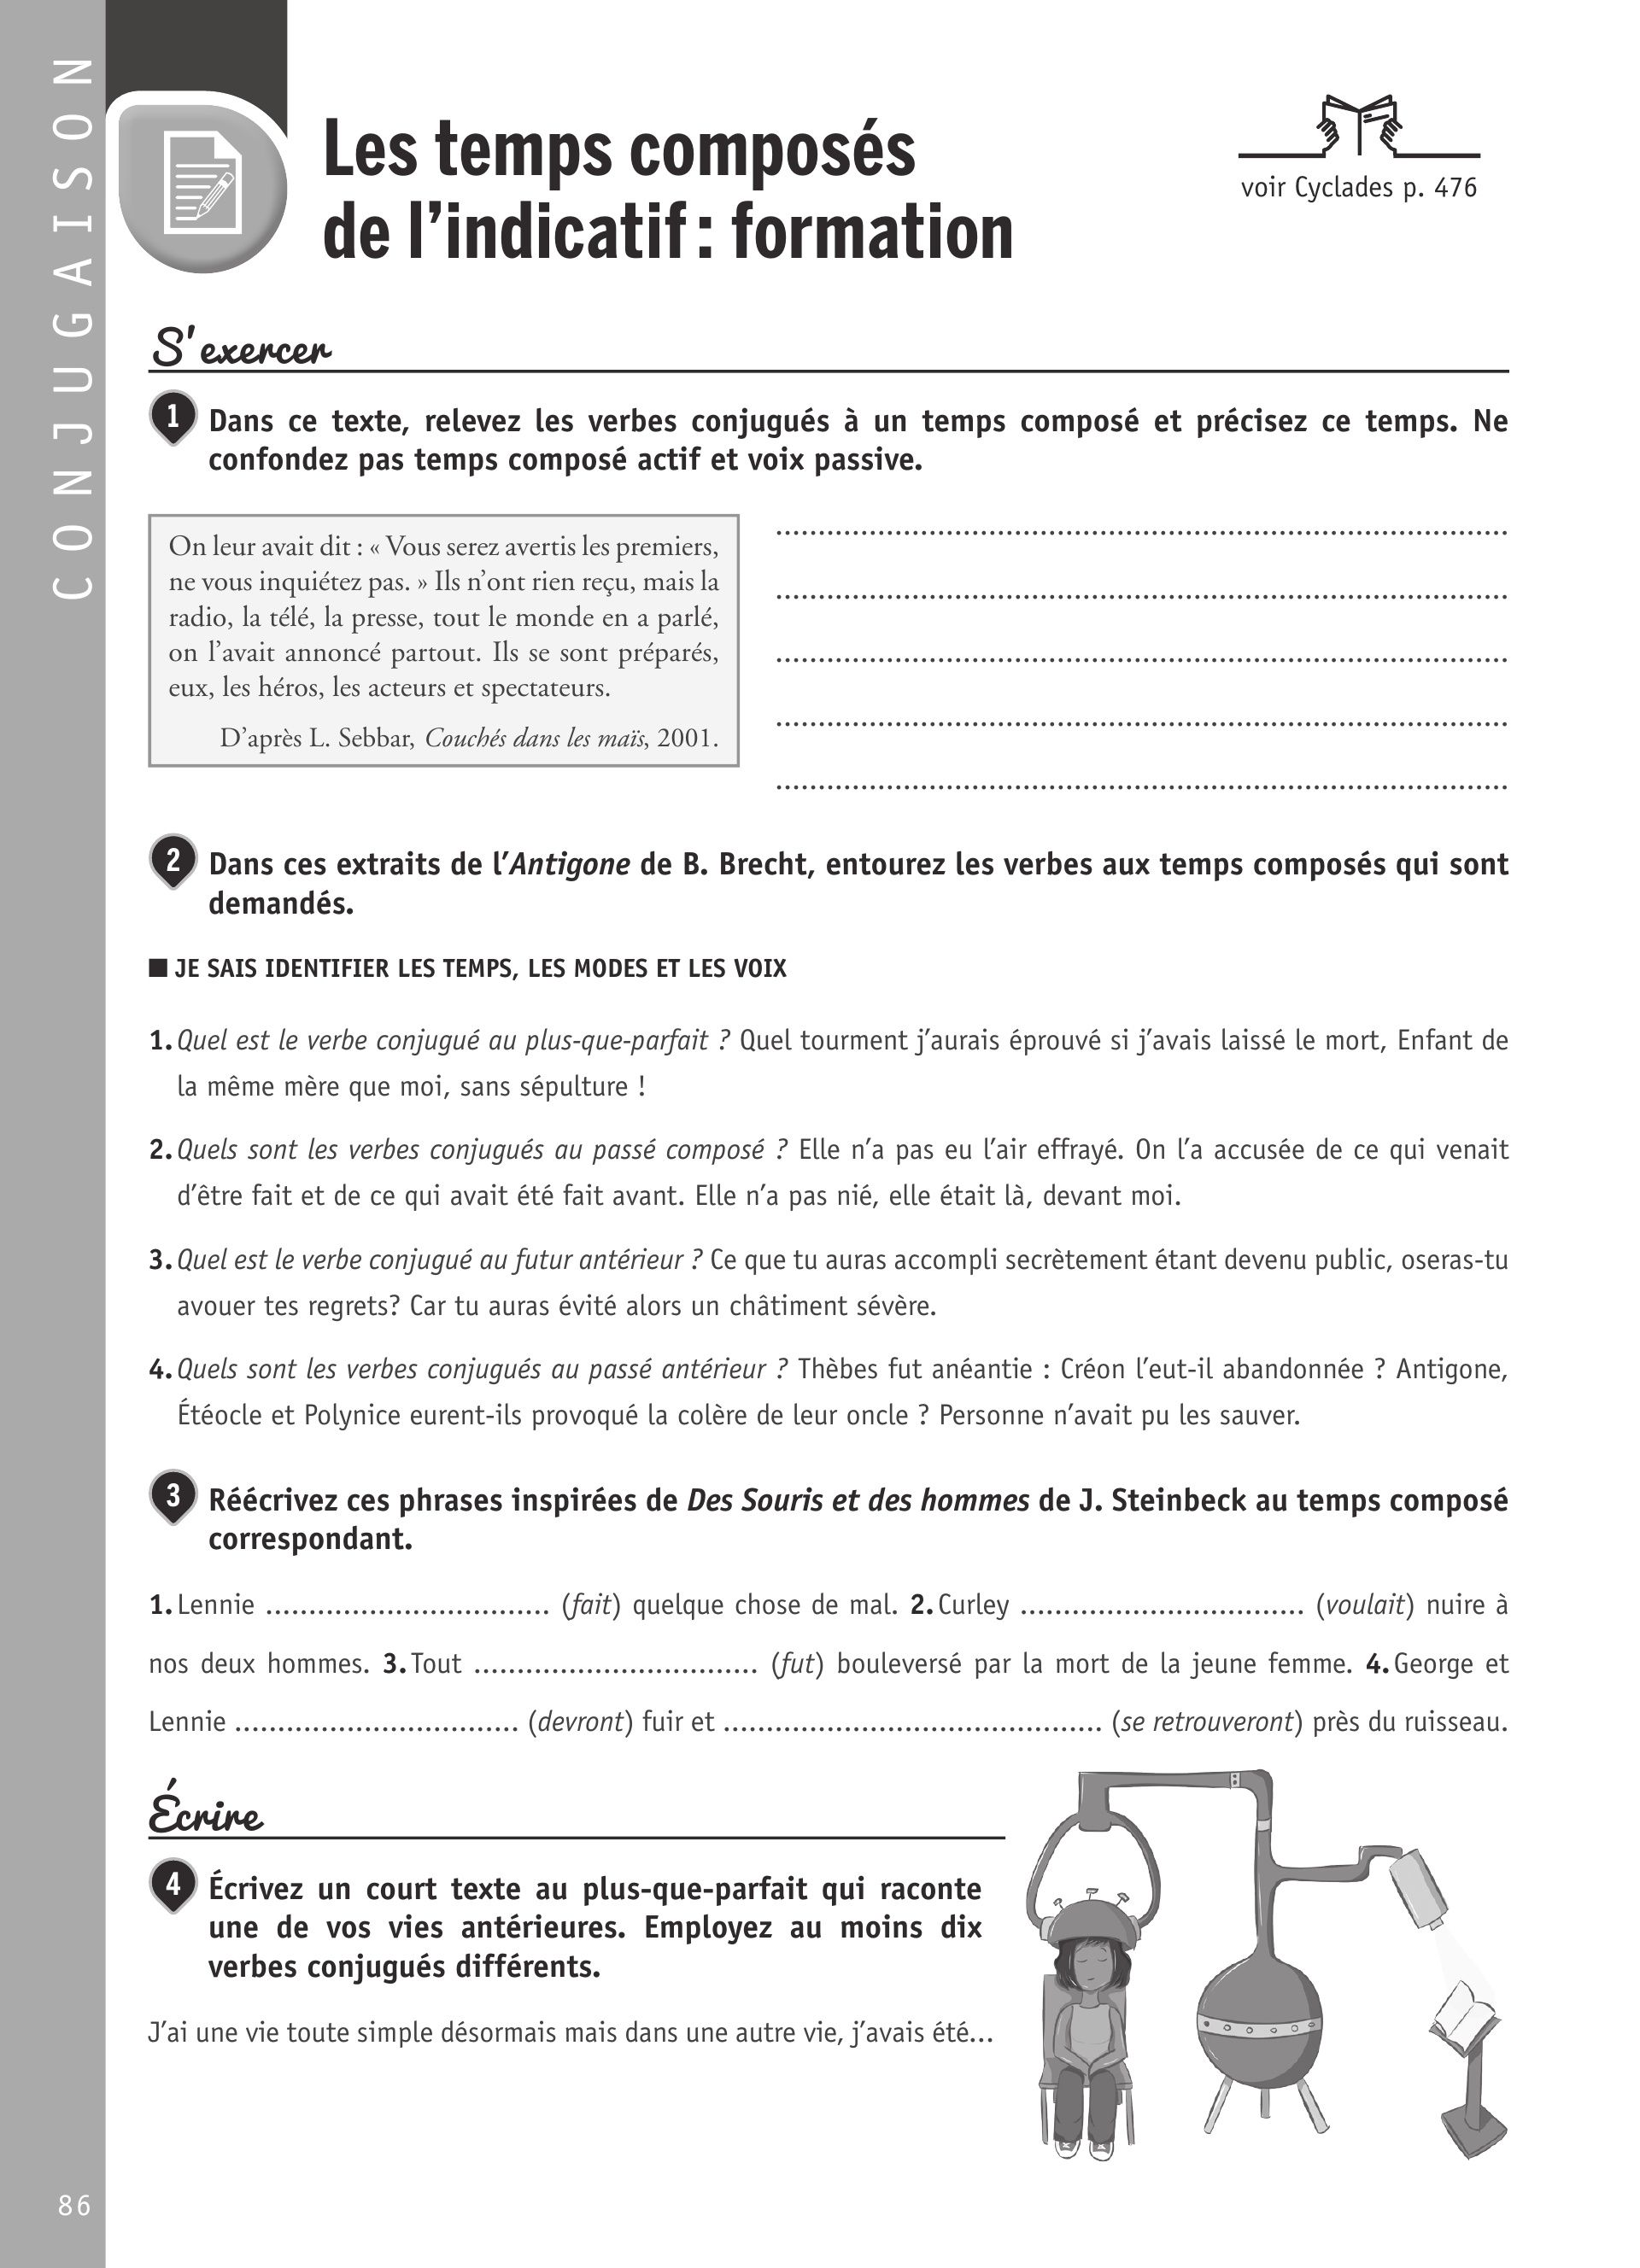 CONJUGAISON
Les temps composés
de l'indicatif : formation
voir Cyclades p. 476
S'exercer
1 Dans ce texte, relevez les verbes conjugués à un temps composé et précisez ce temps. Ne
confondez pas temps composé actif et voix passive.
On leur avait dit : « Vous serez avertis les premiers,
ne vous inquiétez pas. » Ils n'ont rien reçu, mais la
radio, la télé, la presse, tout le monde en a parlé,
on l'avait annoncé partout. Ils se sont préparés,
eux, les héros, les acteurs et spectateurs.
D'après L. Sebbar, Couchés dans les maïs, 2001.
2 Dans ces extraits de l'Antigone de B. Brecht, entourez les verbes aux temps composés qui sont
demandés.
■ JE SAIS IDENTIFIER LES TEMPS, LES MODES ET LES VOIX
1. Quel est le verbe conjugué au plus-que-parfait ? Quel tourment j'aurais éprouvé si j'avais laissé le mort, Enfant de
la même mère que moi, sans sépulture !
2. Quels sont les verbes conjugués au passé composé ? Elle n'a pas eu l'air effrayé. On l'a accusée de ce qui venait
d'être fait et de ce qui avait été fait avant. Elle n'a pas nié, elle était là, devant moi.
3. Quel est le verbe conjugué au futur antérieur ? Ce que tu auras accompli secrètement étant devenu public, oseras-tu
avouer tes regrets? Car tu auras évité alors un châtiment sévère.
4. Quels sont les verbes conjugués au passé antérieur ? Thèbes fut anéantie : Créon l'eut-il abandonnée ? Antigone,
Étéocle et Polynice eurent-ils provoqué la colère de leur oncle ? Personne n'avait pu les sauver.
3 Réécrivez ces phrases inspirées de Des Souris et des hommes de J. Steinbeck au temps composé
correspondant.
1. Lennie ................................. (fait) quelque chose de mal. 2. Curley ................................. (voulait) nuire à
nos deux hommes. 3. Tout ................................. (fut) bouleversé par la mort de la jeune femme. 4. George et
Lennie ................................. (devront) fuir et ............................................ (se retrouveront) près du ruisseau.
Écrire
4 Écrivez un court texte au plus-que-parfait qui raconte
une de vos vies antérieures. Employez au moins dix
verbes conjugués différents.
J'ai une vie toute simple désormais mais dans une autre vie, j'avais été...
86